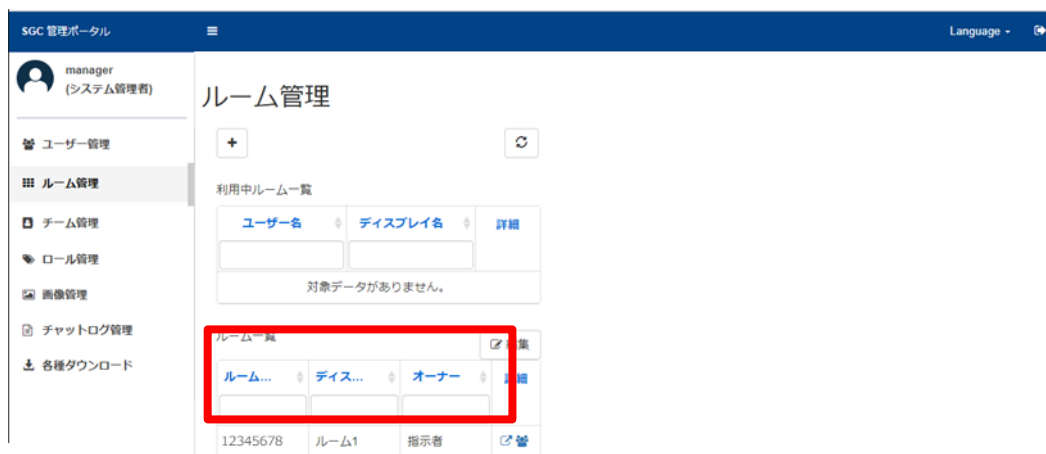 SGC 管理ポータル
Language
manager
(システム管理者)
ルーム管理
ユーザー管理
ルーム管理
チーム管理
ロール管理
画像管理
チャットログ管理
各種ダウンロード
利用中ルーム一覧
ユーザー名 ディスプレイ名 詳細
対象データがありません。
ルーム一覧
ルーム... ディス... オーナー
12345678 ルーム1 指示者